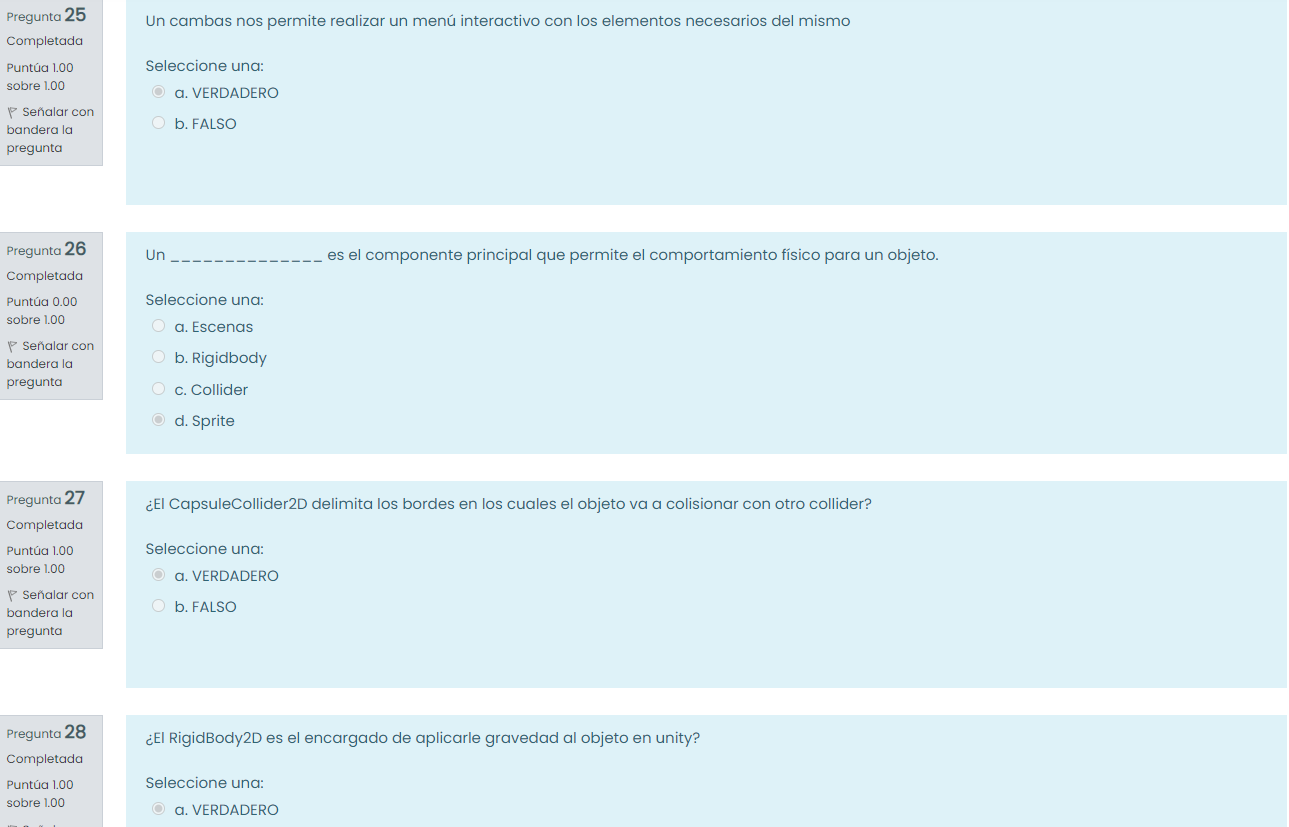 Pregunta 25
Completada
Puntúa 1.00
sobre 1.00
Señalar con
bandera la
pregunta
Un cambas nos permite realizar un menú interactivo con los elementos necesarios del mismo
Seleccione una:
a. VERDADERO
b. FALSO
Pregunta 26
Completada
Puntúa 0.00
sobre 1.00
Señalar con
bandera la
pregunta
Un ______________ es el componente principal que permite el comportamiento físico para un objeto.
Seleccione una:
a. Escenas
b. Rigidbody
c. Collider
d. Sprite
Pregunta 27
Completada
Puntúa 1.00
sobre 1.00
Señalar con
bandera la
pregunta
¿El CapsuleCollider2D delimita los bordes en los cuales el objeto va a colisionar con otro collider?
Seleccione una:
a. VERDADERO
b. FALSO
Pregunta 28
Completada
Puntúa 1.00
sobre 1.00
¿El RigidBody2D es el encargado de aplicarle gravedad al objeto en unity?
Seleccione una:
a. VERDADERO